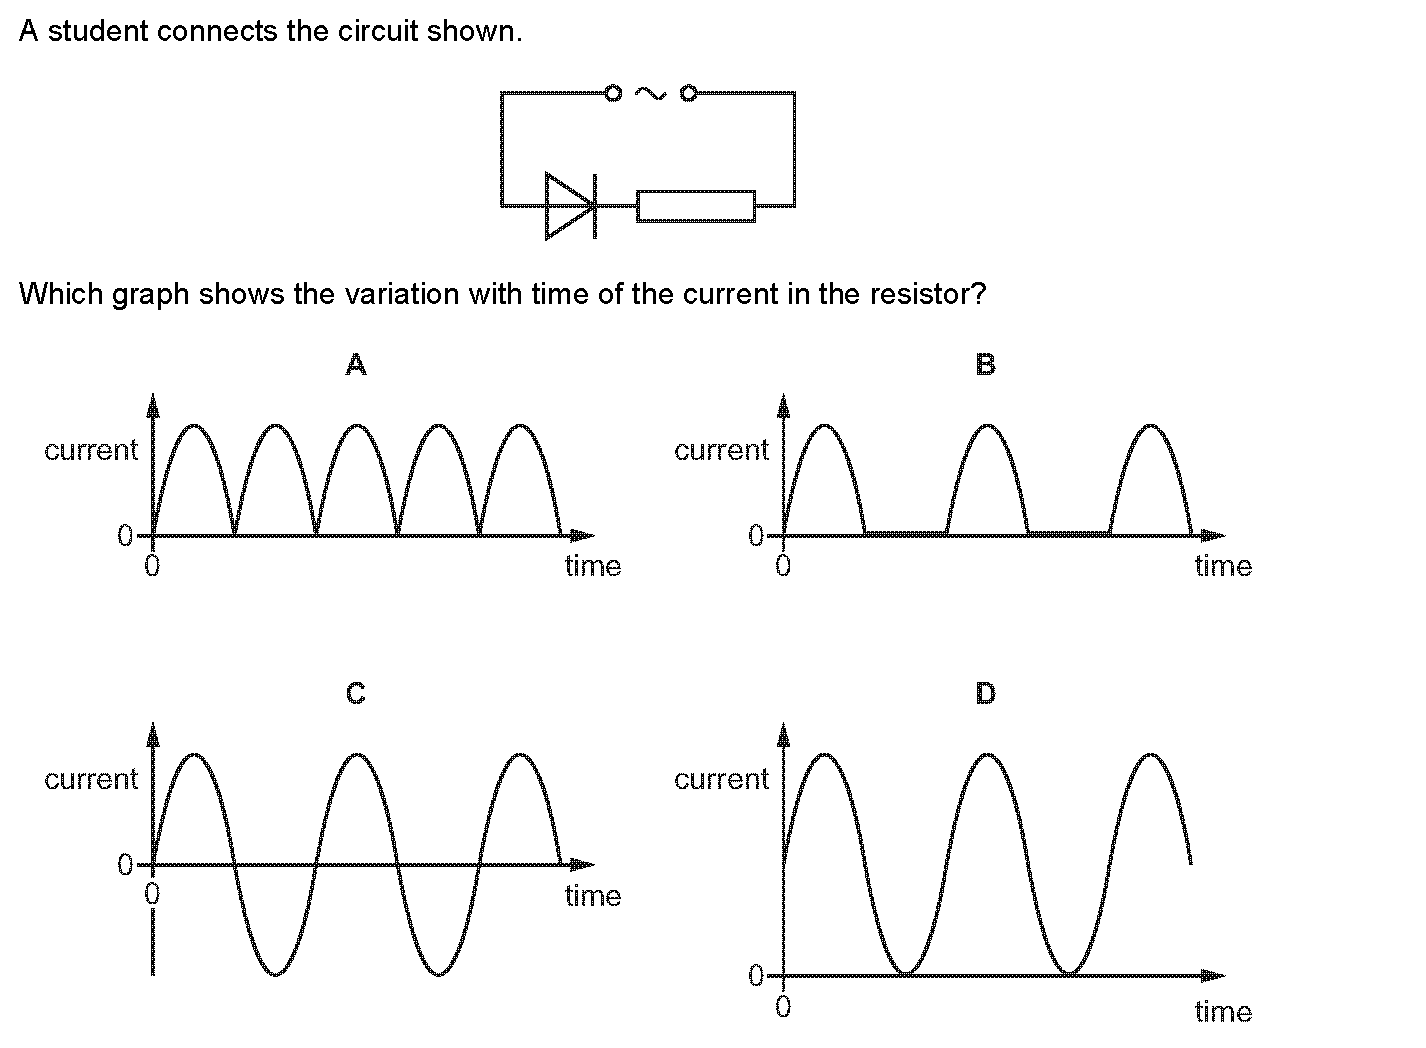 A student connects the circuit shown.
Which graph shows the variation with time of the current in the resistor?
A
current
0
0
time
B
current
0
0
time
C
current
0
0
time
D
current
0
0
time